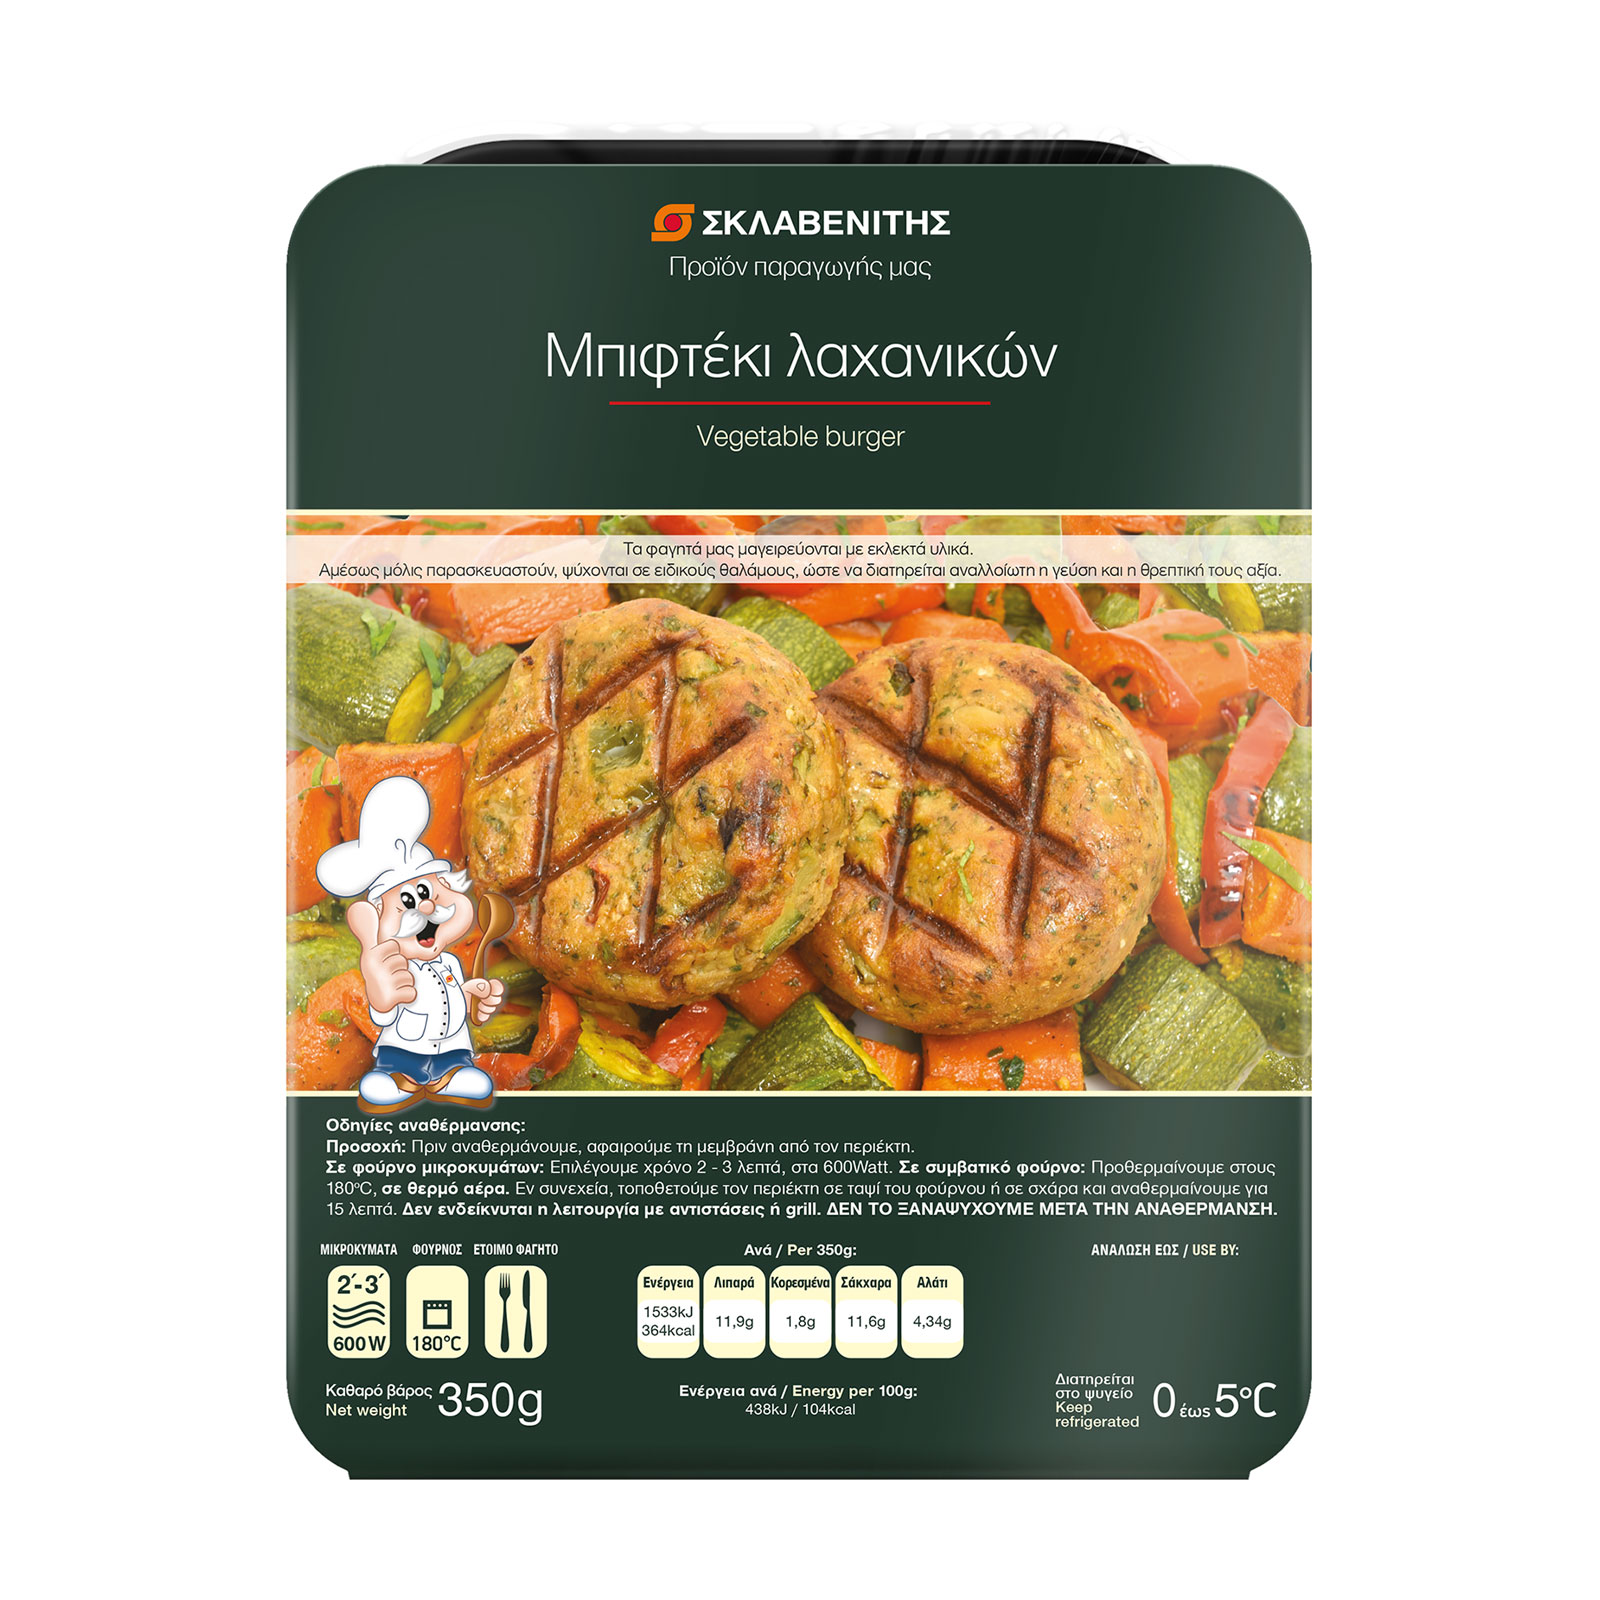 ΣΚΛΑΒΕΝΙΤΗΣ
Προϊόν παραγωγής μας
Μπιφτέκι λαχανικών
Vegetable burger
Τα φαγητά μας μαγειρεύονται με εκλεκτά υλικά.
Αμέσως μόλις παρασκευαστούν, ψύχονται σε ειδικούς θαλάμους, ώστε να διατηρείται αναλλοίωτη η γεύση και η θρεπτική τους αξία.
Οδηγίες αναθέρμανσης:
Προσοχή: Πριν αναθερμάνουμε, αφαιρούμε τη μεμβράνη από τον περιέκτη.
Σε φούρνο μικροκυμάτων: Επιλέγουμε χρόνο 2 - 3 λεπτά, στα 600Watt. Σε συμβατικό φούρνο: Προθερμαίνουμε στους
180°C, σε θερμό αέρα. Εν συνεχεία, τοποθετούμε τον περιέκτη σε ταψί του φούρνου ή σε σχάρα και αναθερμαίνουμε για
15 λεπτά. Δεν ενδείκνυται η λειτουργία με αντιστάσεις ή grill. ΔΕΝ ΤΟ ΞΑΝΑΨΥΧΟΥΜΕ ΜΕΤΑ ΤΗΝ ΑΝΑΘΕΡΜΑΝΣΗ.
ΜΙΚΡΟΚΥΜΑΤΑ ΦΟΥΡΝΟΣ ΕΤΟΙΜΟ ΦΑΓΗΤΟ
2΄-3΄
600W 180°C
Ανά / Per 350g:
Ενέργεια Λιπαρά Κορεσμένα Σάκχαρα Αλάτι
1533kJ
364kcal 11,9g 1,8g 11,6g 4,34g
ΑΝΑΛΩΣΗ ΕΩΣ / USE BY:
Καθαρό βάρος
Net weight 350g
Ενέργεια ανά / Energy per 100g:
438kJ / 104kcal
Διατηρείται
στο ψυγείο
Keep
refrigerated
0 έως 5°C